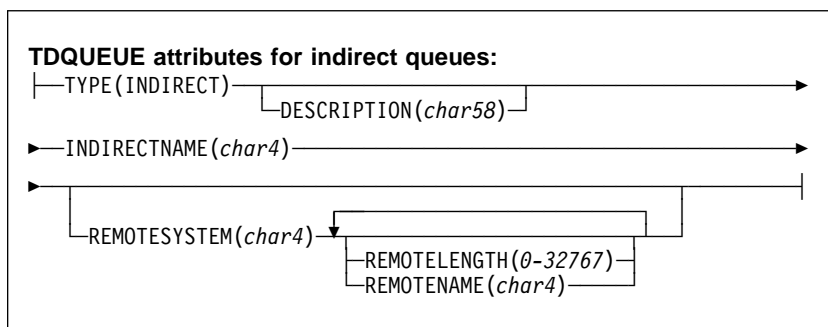 TDQUEUE attributes for indirect queues:
TYPE(INDIRECT)
DESCRIPTION(char58)
INDIRECTNAME(char4)
REMOTESYSTEM(char4)
REMOTELENGTH(0-32767)
REMOTENAME(char4)